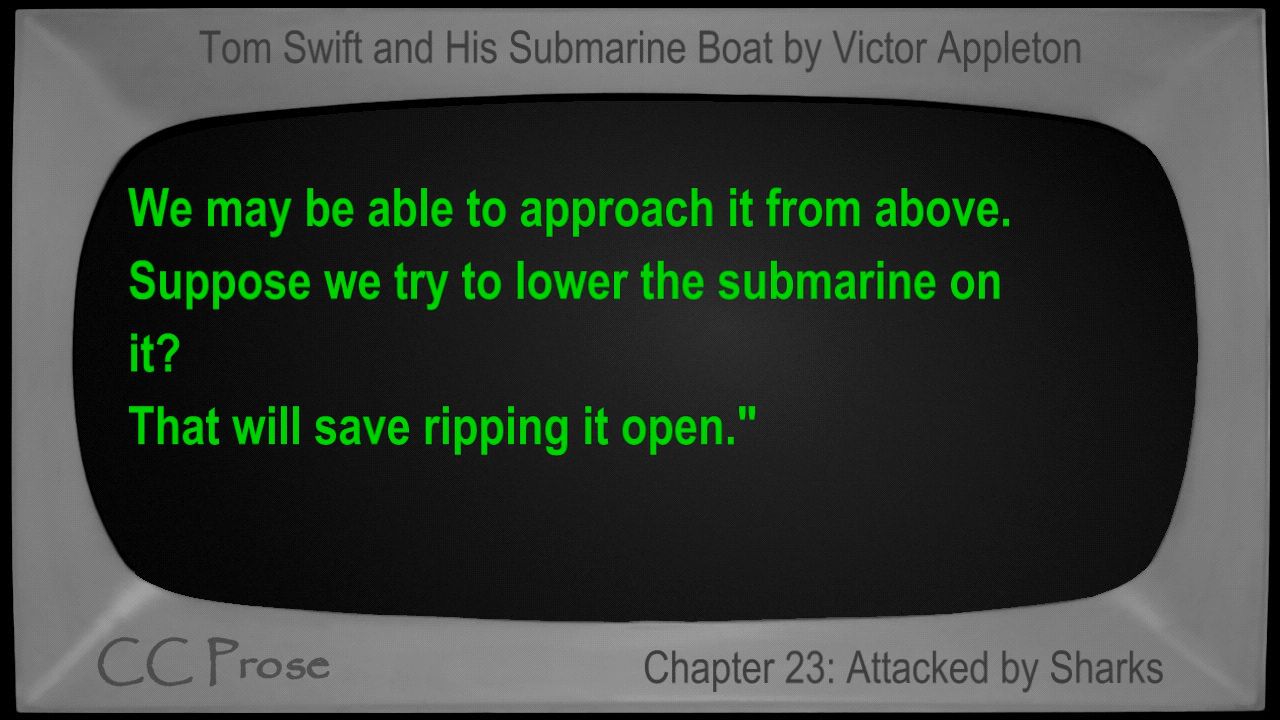 Tom Swift and His Submarine Boat by Victor Appleton
We may be able to approach it from above.
Suppose we try to lower the submarine on
it?
That will save ripping it open."
CC Prose
Chapter 23: Attacked by Sharks